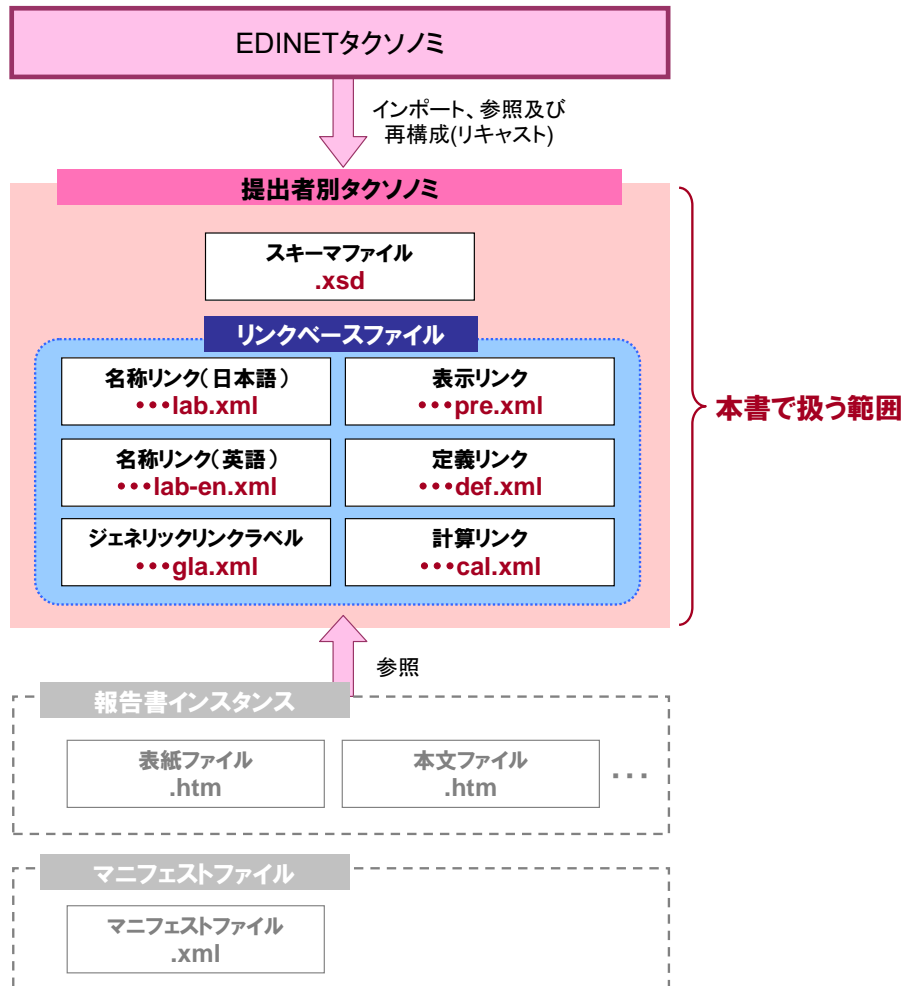 EDINETタクソノミ
インポート、参照及び
再構成(リキャスト)
提出者別タクソノミ
スキーマファイル
.xsd
リンクベースファイル
名称リンク(日本語)
•••lab.xml
表示リンク
•••pre.xml
名称リンク(英語)
•••lab-en.xml
定義リンク
•••def.xml
ジェネリックリンクラベル
•••gla.xml
計算リンク
•••cal.xml
本書で扱う範囲
参照
報告書インスタンス
表紙ファイル
.htm
本文ファイル
.htm
...
マニフェストファイル
マニフェストファイル
.xml